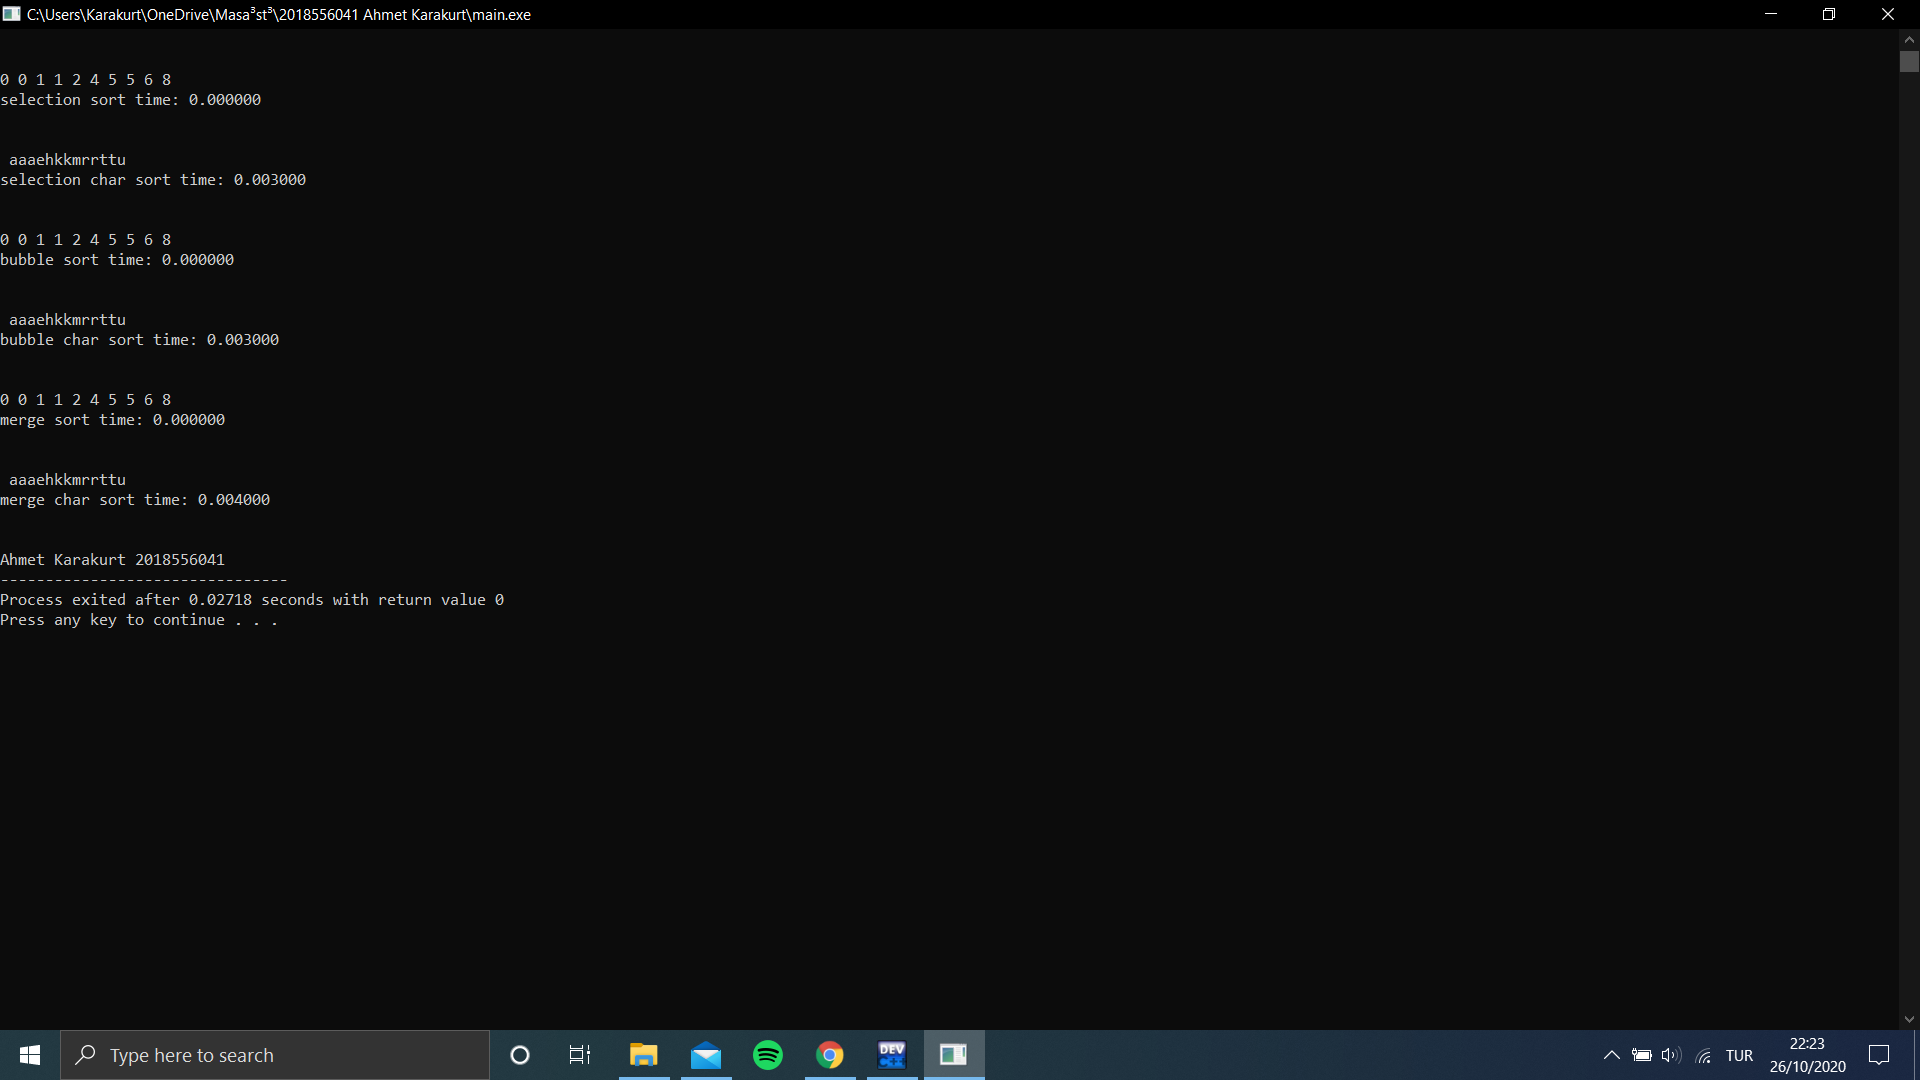 C:\Users\Karakurt\OneDrive\Masa³st³\2018556041 Ahmet Karakurt\main.exe
0 0 1 1 2 4 5 5 6 8
selection sort time: 0.000000
aaaehkkmrrttu
selection char sort time: 0.003000
0 0 1 1 2 4 5 5 6 8
bubble sort time: 0.000000
aaaehkkmrrttu
bubble char sort time: 0.003000
0 0 1 1 2 4 5 5 6 8
merge sort time: 0.000000
aaaehkkmrrttu
merge char sort time: 0.004000
Ahmet Karakurt 2018556041
--------------------------------
Process exited after 0.02718 seconds with return value 0
Press any key to continue . . .
Type here to search
DEV C++
TUR
22:23
26/10/2020